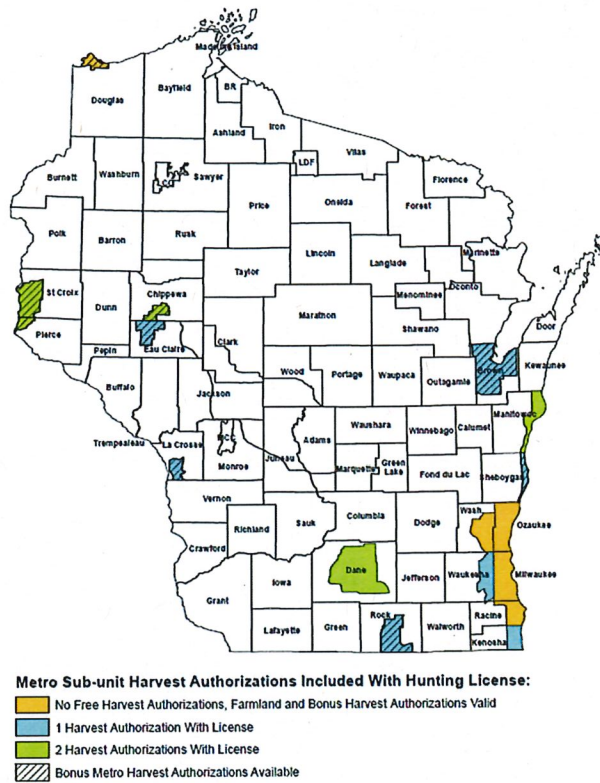 Madeline Island
Douglas
Bayfield
BR
Ashland
Iron
Vilas
LDF
Burnett
Washburn
LCO
Sawyer
Price
Oneida
Forest
Florence
Polk
Barron
Rusk
Lincoln
Langlade
Marinette
Taylor
Menominee
Oconto
St Croix
Dunn
Chippewa
Marathon
Shawano
Door
Pierce
Pepin
Eau Claire
Clark
Brown
Kewaunee
Wood
Portage
Waupaca
Outagamie
Buffalo
Jackson
Manitowoc
Trempealeau
La Crosse
MCC
Monroe
Juneau
Adams
Waushara
Winnebago
Calumet
Marquette
Green
Lake
Fond du Lac
Sheboygan
Vernon
Sauk
Columbia
Dodge
Wash
Ozaukee
Richland
Crawford
Dane
Jefferson
Waukesha
Milwaukee
Iowa
Grant
Rock
Racine
Lafayette
Green
Walworth
Kenosha
Metro Sub-unit Harvest Authorizations Included With Hunting License:
No Free Harvest Authorizations, Farmland and Bonus Harvest Authorizations Valid
1 Harvest Authorization With License
2 Harvest Authorizations With License
Bonus Metro Harvest Authorizations Available